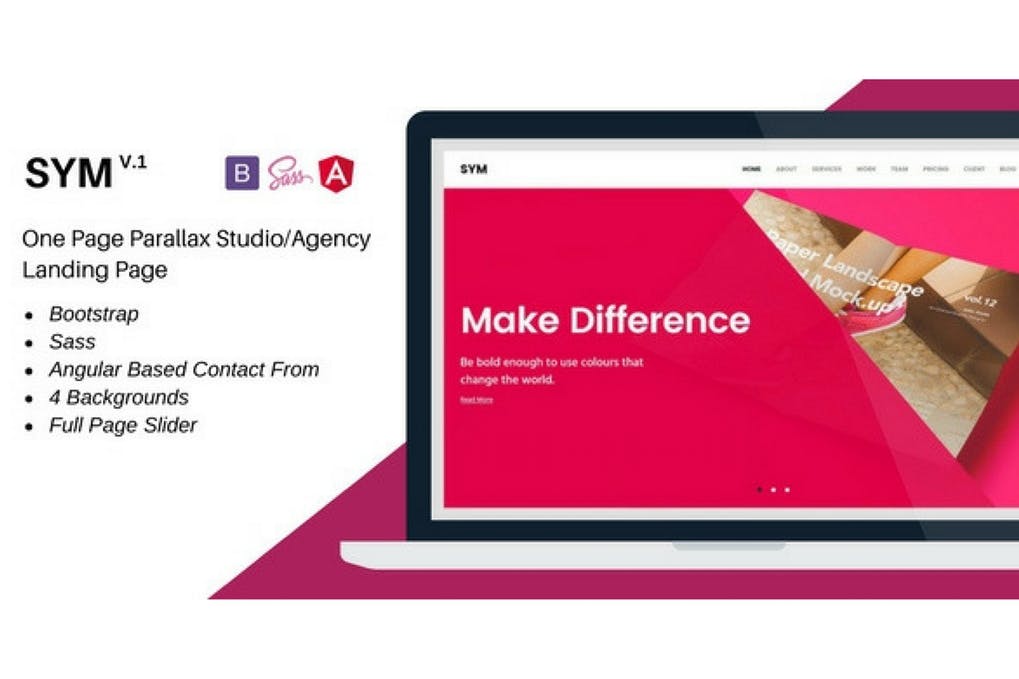 SYM V.1
B Sass A
One Page Parallax Studio/Agency
Landing Page
Bootstrap
Sass
Angular Based Contact From
4 Backgrounds
Full Page Slider
SYM
HOME ABOUT SERVICES WORK TEAM PRICING CLIENT BLOG
Paper Landscape
Mock.up
vol.12
Make Difference
Be bold enough to use colours that
change the world.
Read More